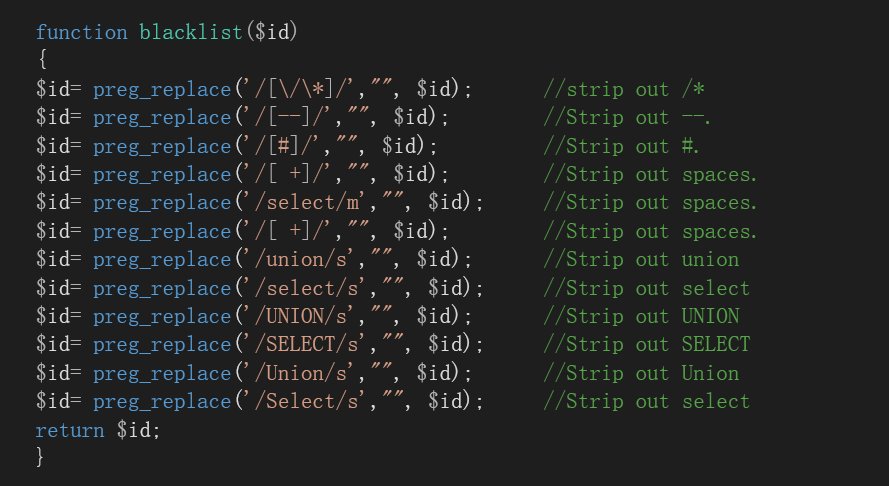 function blacklist($id)
{
$id= preg_replace('/[\/\*]/',"", $id);      //strip out /*
$id= preg_replace('/[--]/',"", $id);        //Strip out --.
$id= preg_replace('/[#]/',"", $id);         //Strip out #.
$id= preg_replace('/[ +]/',"", $id);        //Strip out spaces.
$id= preg_replace('/select/m',"", $id);     //Strip out spaces.
$id= preg_replace('/[ +]/',"", $id);        //Strip out spaces.
$id= preg_replace('/union/s',"", $id);      //Strip out union
$id= preg_replace('/select/s',"", $id);     //Strip out select
$id= preg_replace('/UNION/s',"", $id);      //Strip out UNION
$id= preg_replace('/SELECT/s',"", $id);     //Strip out SELECT
$id= preg_replace('/Union/s',"", $id);      //Strip out Union
$id= preg_replace('/Select/s',"", $id);     //Strip out select
return $id;
}